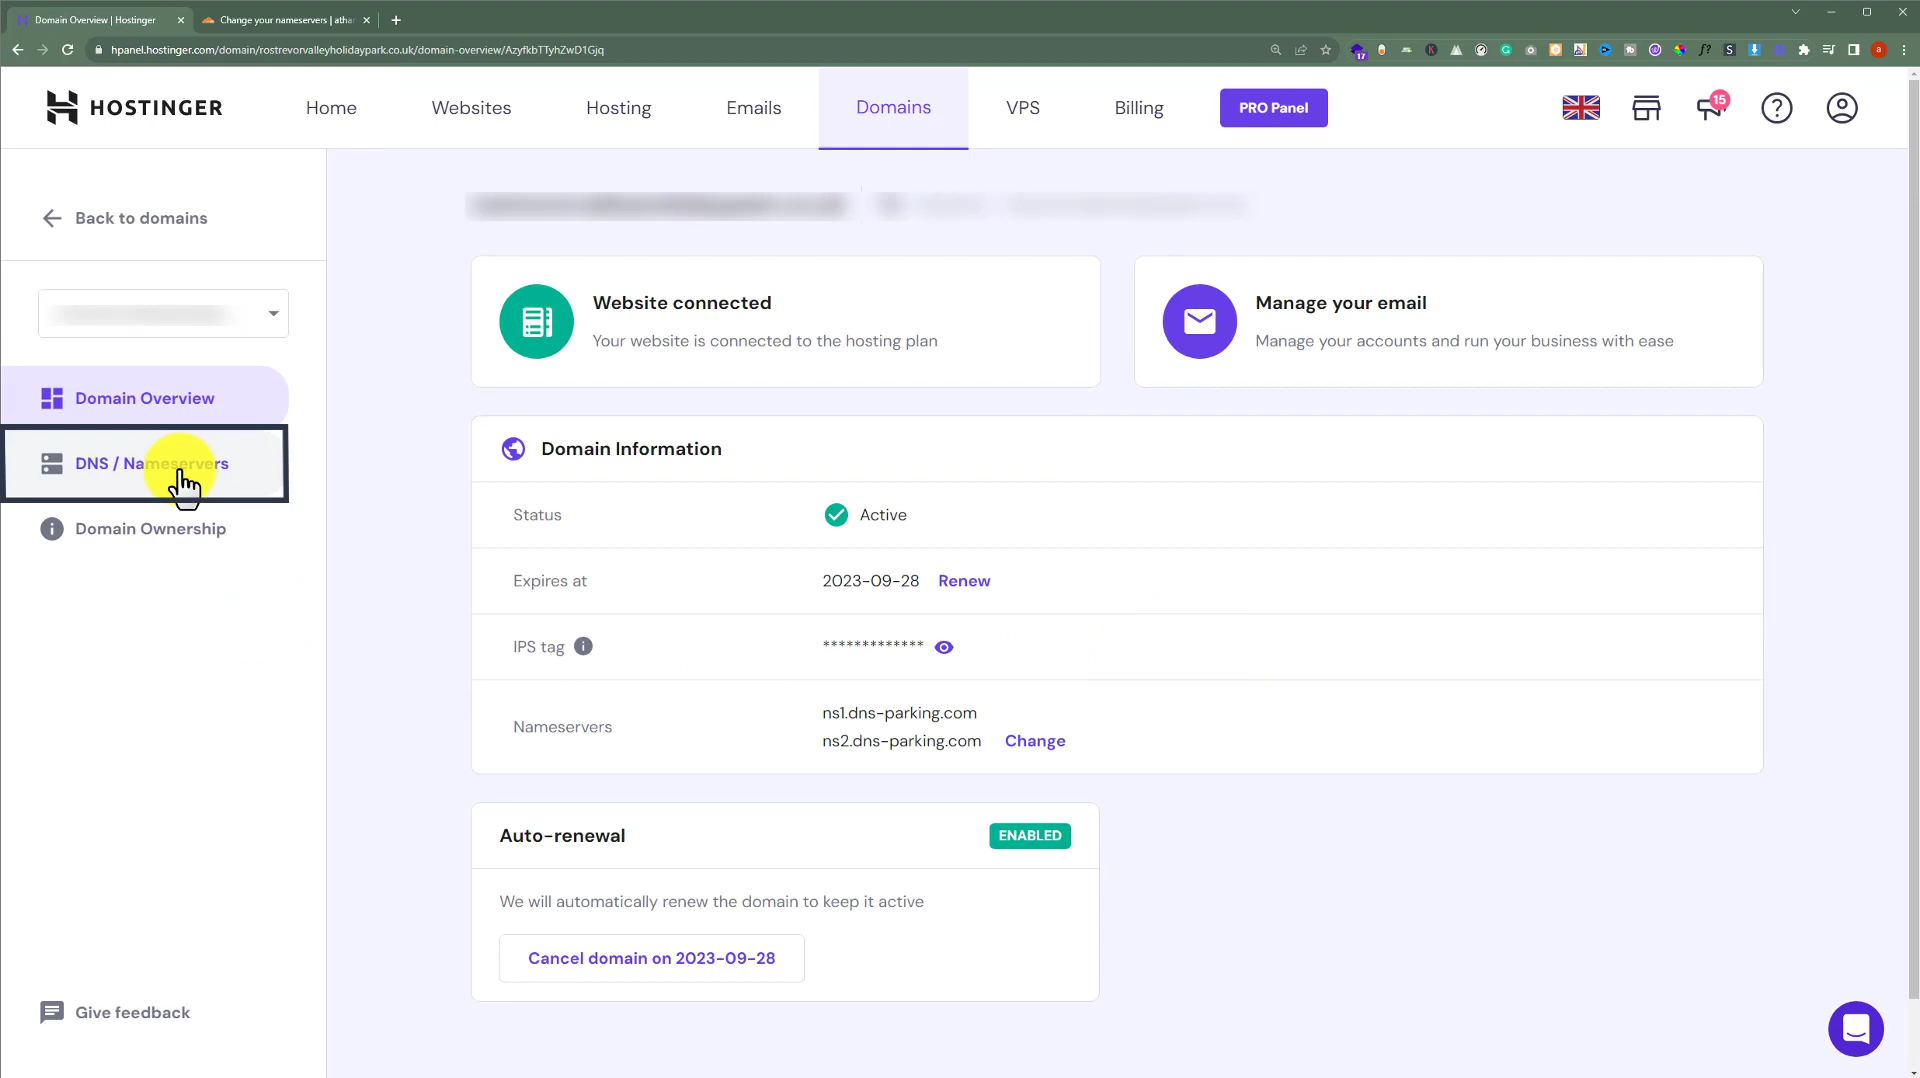 Domain Overview | Hostinger
Change your nameservers | athar
hpanel.hostinger.com/domain/rostrevorvalleyholidaypark.co.uk/domain-overview/AzyfkbTTyhZwD1Gjq
17
HOSTINGER
Home
Websites
Hosting
Emails
Domains
VPS
Billing
PRO Panel
15
Back to domains
Domain Overview
DNS / Nameservers
Domain Ownership
Give feedback
Website connected
Your website is connected to the hosting plan
Manage your email
Manage your accounts and run your business with ease
Domain Information
Status
Active
Expires at
2023-09-28 Renew
IPS tag
*************
Nameservers
ns1.dns-parking.com
ns2.dns-parking.com Change
Auto-renewal
ENABLED
We will automatically renew the domain to keep it active
Cancel domain on 2023-09-28